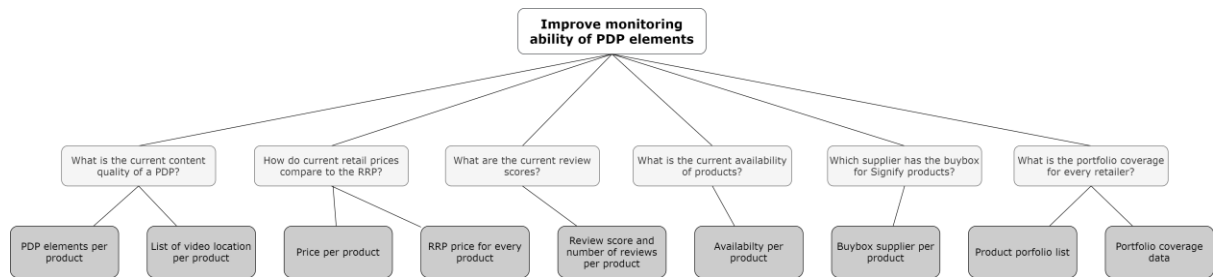 Improve monitoring
ability of PDP elements
What is the current content
quality of a PDP?
How do current retail prices
compare to the RRP?
What are the current review
scores?
What is the current availability
of products?
Which supplier has the buybox
for Signify products?
What is the portfolio coverage
for every retailer?
PDP elements per
product
List of video location
per product
Price per product
RRP price for every
product
Review score and
number of reviews
per product
Availabilty per
product
Buybox supplier per
product
Product porfolio list
Portfolio coverage
data